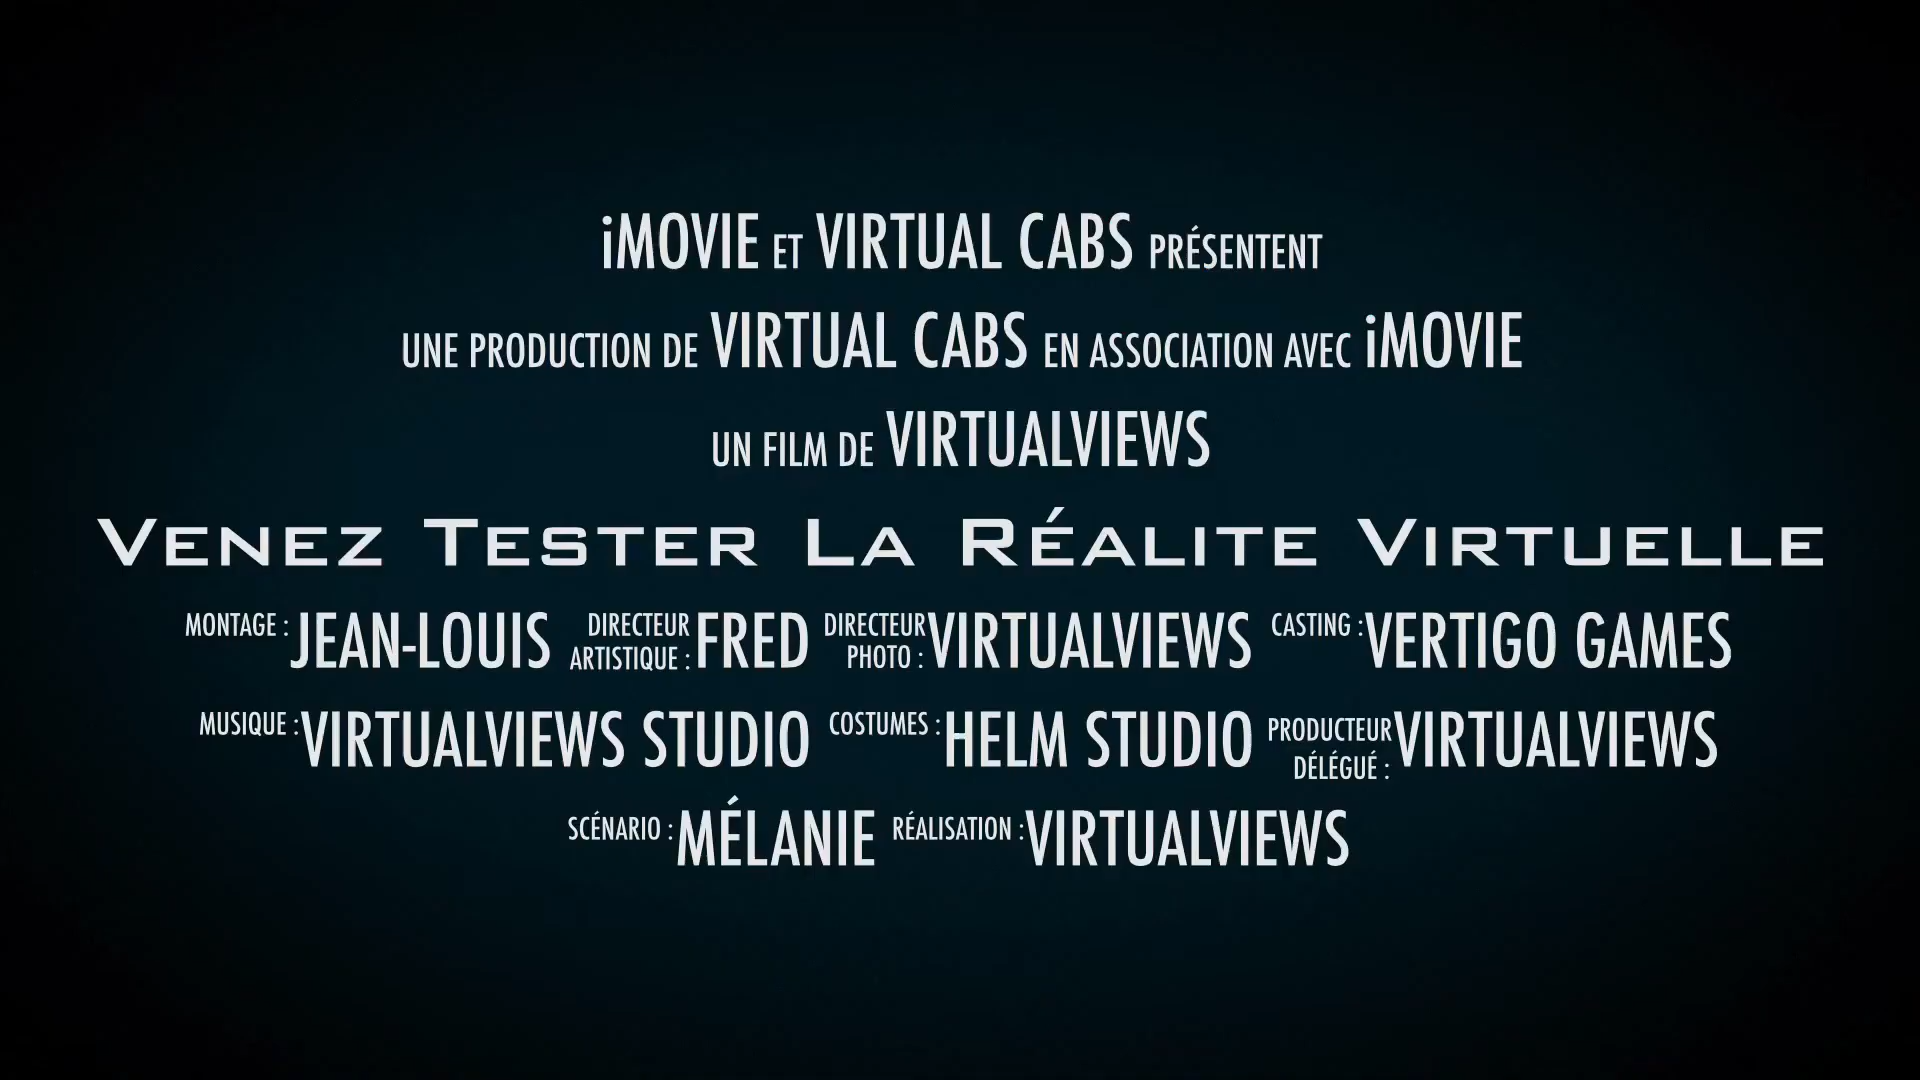 iMOVIE ET VIRTUAL CABS PRÉSENTENT
UNE PRODUCTION DE VIRTUAL CABS EN ASSOCIATION AVEC iMOVIE
UN FILM DE VIRTUALVIEWS
VENEZ TESTER LA RÉALITE VIRTUELLE
MONTAGE : JEAN-LOUIS DIRECTEUR ARTISTIQUE : FRED DIRECTEUR PHOTO : VIRTUALVIEWS CASTING : VERTIGO GAMES
MUSIQUE : VIRTUALVIEWS STUDIO COSTUMES : HELM STUDIO PRODUCTEUR DÉLÉGUÉ : VIRTUALVIEWS
SCÉNARIO : MÉLANIE RÉALISATION : VIRTUALVIEWS